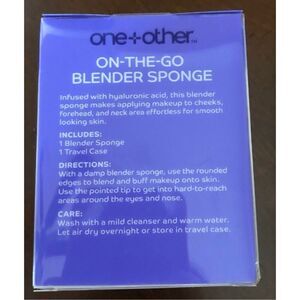 one+other™
ON-THE-GO
BLENDER SPONGE
Infused with hyaluronic acid, this blender
sponge makes applying makeup to cheeks,
forehead, and neck area effortless for smooth
looking skin.
INCLUDES:
1 Blender Sponge
1 Travel Case
DIRECTIONS:
With a damp blender sponge, use the rounded
edges to blend and buff makeup onto skin.
Use the pointed tip to get into hard-to-reach
areas around the eyes and nose.
CARE:
Wash with a mild cleanser and warm water.
Let air dry overnight or store in travel case.